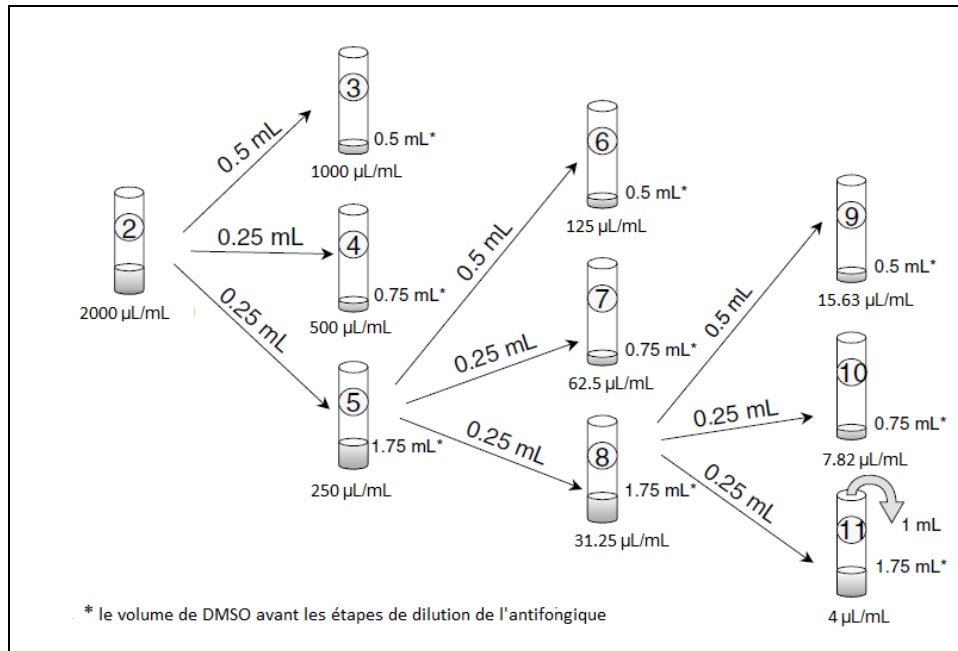 2
2000 µL/mL
0.5 mL
3
0.5 mL*
1000 µL/mL
0.25 mL
4
0.75 mL*
500 µL/mL
0.25 mL
5
1.75 mL*
250 µL/mL
0.5 mL
6
0.5 mL*
125 µL/mL
0.25 mL
7
0.75 mL*
62.5 µL/mL
0.25 mL
8
1.75 mL*
31.25 µL/mL
0.5 mL
9
0.5 mL*
15.63 µL/mL
0.25 mL
10
0.75 mL*
7.82 µL/mL
0.25 mL
11
1 mL
1.75 mL*
4 µL/mL
* le volume de DMSO avant les étapes de dilution de l'antifongique